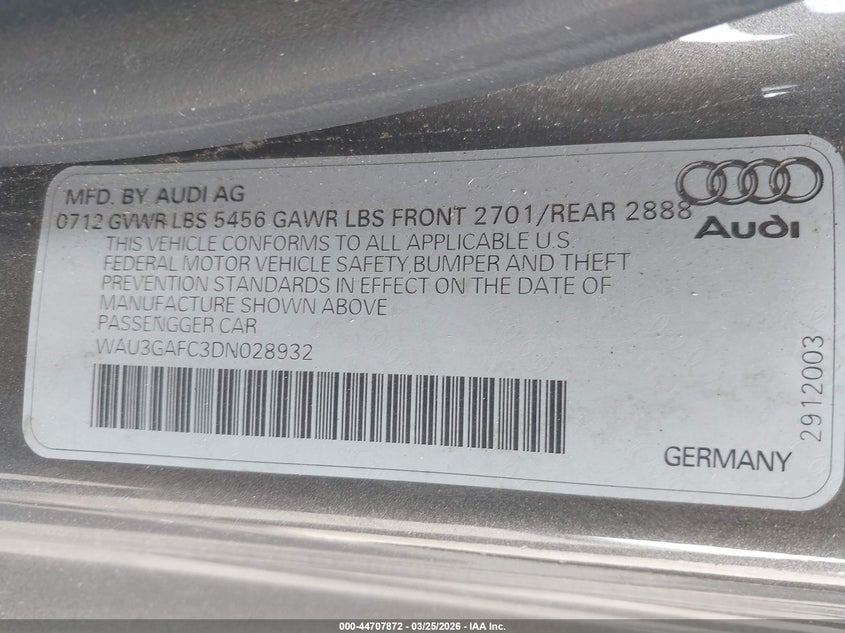 MFD. BY AUDI AG
0712 GVWR LBS 5456 GAWR LBS FRONT 2701/REAR 2888
Audi
THIS VEHICLE CONFORMS TO ALL APPLICABLE U.S.
FEDERAL MOTOR VEHICLE SAFETY,BUMPER AND THEFT
PREVENTION STANDARDS IN EFFECT ON THE DATE OF
MANUFACTURE SHOWN ABOVE
PASSENGGER CAR
WAU3GAFC3DN028932
2912003
GERMANY
000-44707872 — 03/25/2026 - IAA Inc.